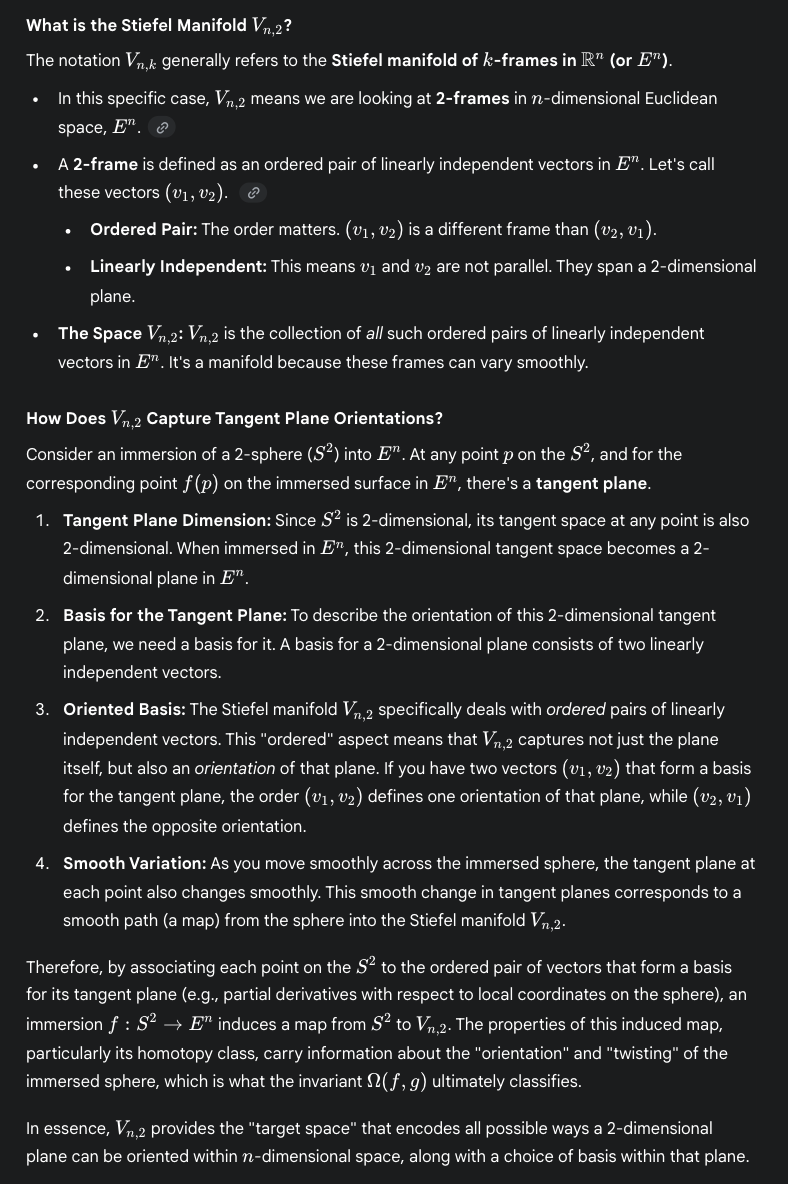 What is the Stiefel Manifold $V_{n,2}$?
The notation $V_{n,k}$ generally refers to the Stiefel manifold of $k$-frames in $\mathbb{R}^n$ (or $E^n$).
• In this specific case, $V_{n,2}$ means we are looking at 2-frames in $n$-dimensional Euclidean
space, $E^n$.
• A 2-frame is defined as an ordered pair of linearly independent vectors in $E^n$. Let's call
these vectors $(v_1, v_2)$.
• Ordered Pair: The order matters. $(v_1, v_2)$ is a different frame than $(v_2, v_1)$.
• Linearly Independent: This means $v_1$ and $v_2$ are not parallel. They span a 2-dimensional
plane.
• The Space $V_{n,2}$: $V_{n,2}$ is the collection of all such ordered pairs of linearly independent
vectors in $E^n$. It's a manifold because these frames can vary smoothly.
How Does $V_{n,2}$ Capture Tangent Plane Orientations?
Consider an immersion of a 2-sphere ($S^2$) into $E^n$. At any point $p$ on the $S^2$, and for the
corresponding point $f(p)$ on the immersed surface in $E^n$, there's a tangent plane.
1. Tangent Plane Dimension: Since $S^2$ is 2-dimensional, its tangent space at any point is also
2-dimensional. When immersed in $E^n$, this 2-dimensional tangent space becomes a 2-
dimensional plane in $E^n$.
2. Basis for the Tangent Plane: To describe the orientation of this 2-dimensional tangent
plane, we need a basis for it. A basis for a 2-dimensional plane consists of two linearly
independent vectors.
3. Oriented Basis: The Stiefel manifold $V_{n,2}$ specifically deals with ordered pairs of linearly
independent vectors. This "ordered" aspect means that $V_{n,2}$ captures not just the plane
itself, but also an orientation of that plane. If you have two vectors $(v_1, v_2)$ that form a basis
for the tangent plane, the order $(v_1, v_2)$ defines one orientation of that plane, while $(v_2, v_1)$
defines the opposite orientation.
4. Smooth Variation: As you move smoothly across the immersed sphere, the tangent plane at
each point also changes smoothly. This smooth change in tangent planes corresponds to a
smooth path (a map) from the sphere into the Stiefel manifold $V_{n,2}$.
Therefore, by associating each point on the $S^2$ to the ordered pair of vectors that form a basis
for its tangent plane (e.g., partial derivatives with respect to local coordinates on the sphere), an
immersion $f : S^2 \to E^n$ induces a map from $S^2$ to $V_{n,2}$. The properties of this induced map,
particularly its homotopy class, carry information about the "orientation" and "twisting" of the
immersed sphere, which is what the invariant $\Omega(f, g)$ ultimately classifies.
In essence, $V_{n,2}$ provides the "target space" that encodes all possible ways a 2-dimensional
plane can be oriented within $n$-dimensional space, along with a choice of basis within that plane.